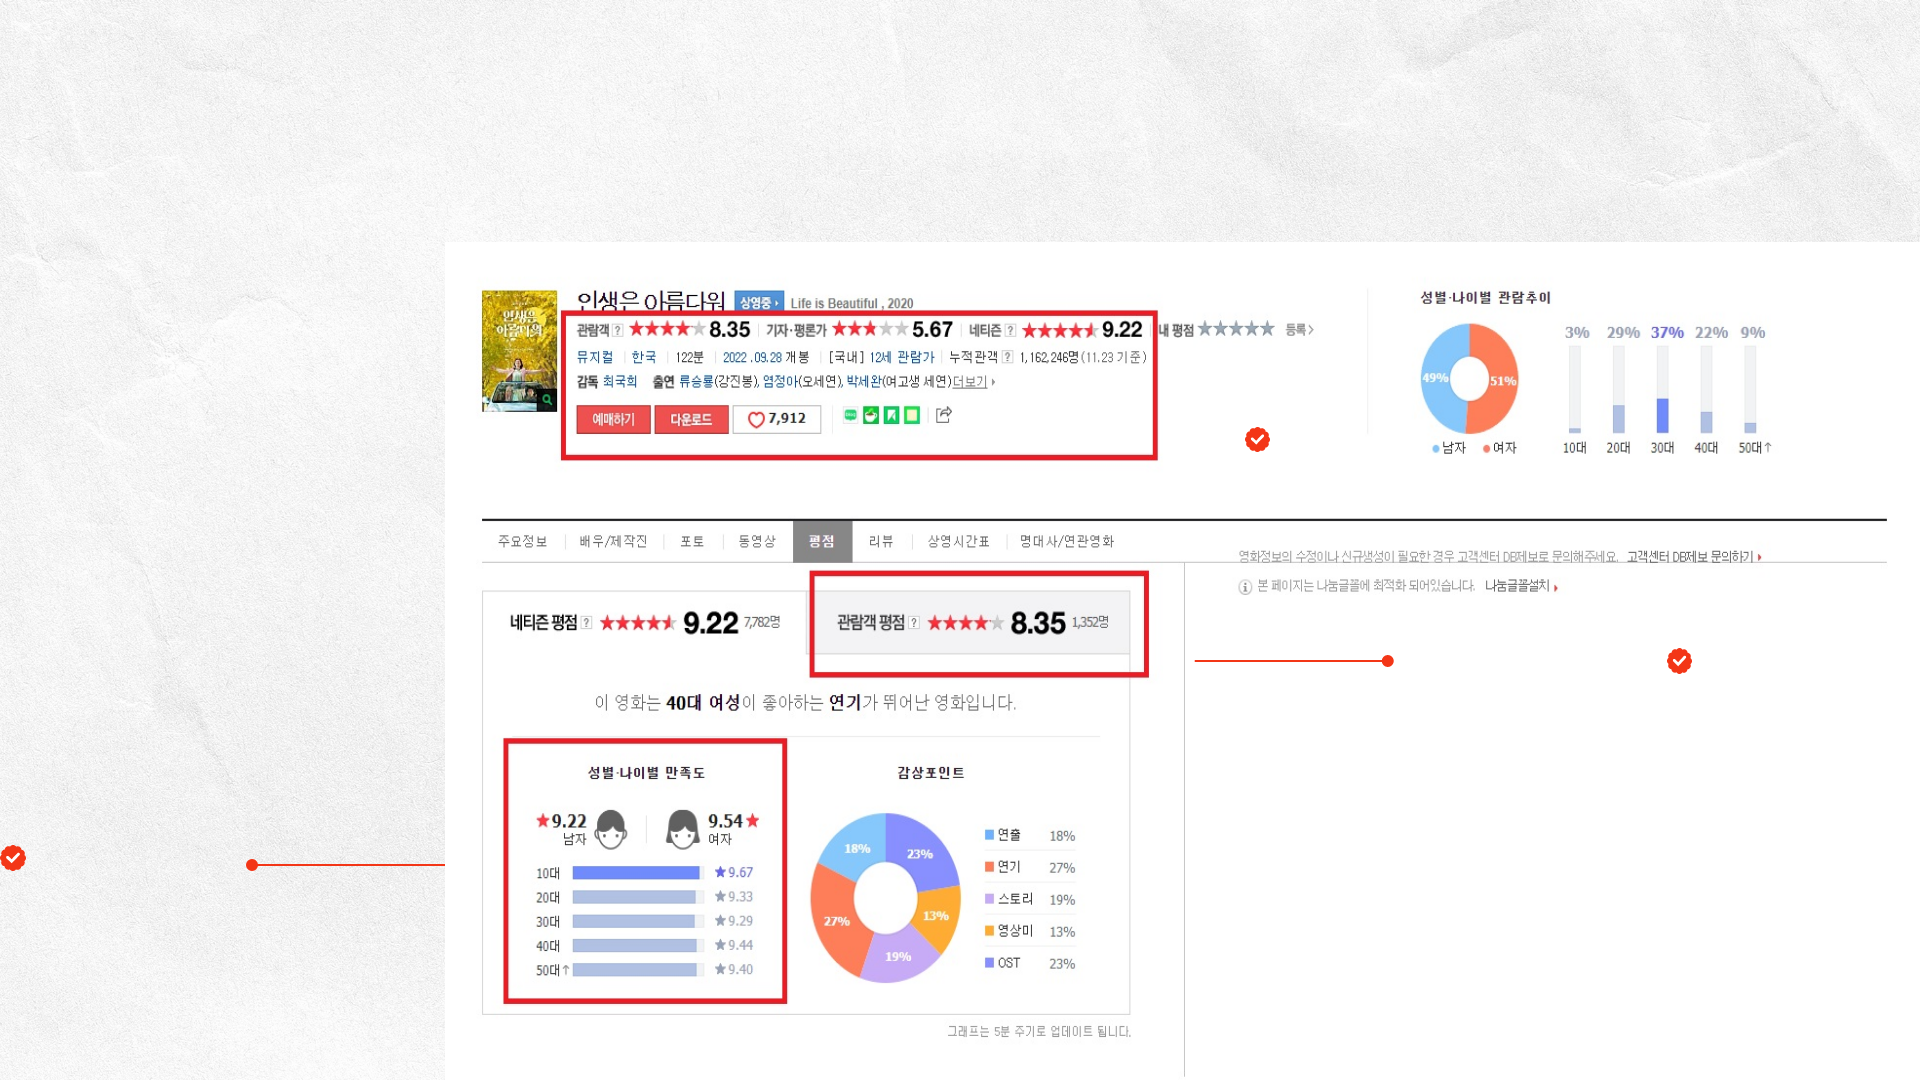 인생은 아름다워 상영중 Life is Beautiful , 2020
관람객 ? 8.35 기자·평론가 5.67 네티즌 ? 9.22 내 평점 등록
뮤지컬 한국 122분 2022 .09.28 개봉 [국내] 12세 관람가 누적관객 ? 1,162,246명(11.23 기준)
감독 최국희 출연 류승룡(강진봉), 염정아(오세연), 박세완(여고생 세연) 더보기
예매하기 다운로드 7,912
인생은
아름다워
성별·나이별 관람추이
3% 29% 37% 22% 9%
49% 51%
남자 여자 10대 20대 30대 40대 50대↑
주요정보 배우/제작진 포토 동영상 평점 리뷰 상영시간표 명대사/연관영화
영화정보의 수정이나 신규생성이 필요한 경우 고객센터 DB제보로 문의해주세요. 고객센터 DB제보 문의하기
본 페이지는 나눔글꼴에 최적화 되어있습니다. 나눔글꼴설치
네티즌 평점 ? 9.22 7,782명 관람객 평점 ? 8.35 1,352명
이 영화는 40대 여성이 좋아하는 연기가 뛰어난 영화입니다.
성별·나이별 만족도
9.22 남자 9.54 여자
10대 9.67
20대 9.33
30대 9.29
40대 9.44
50대↑ 9.40
감상포인트
18% 23% 13% 19% 27%
연출 18%
연기 27%
스토리 19%
영상미 13%
OST 23%
그래프는 5분 주기로 업데이트 됩니다.